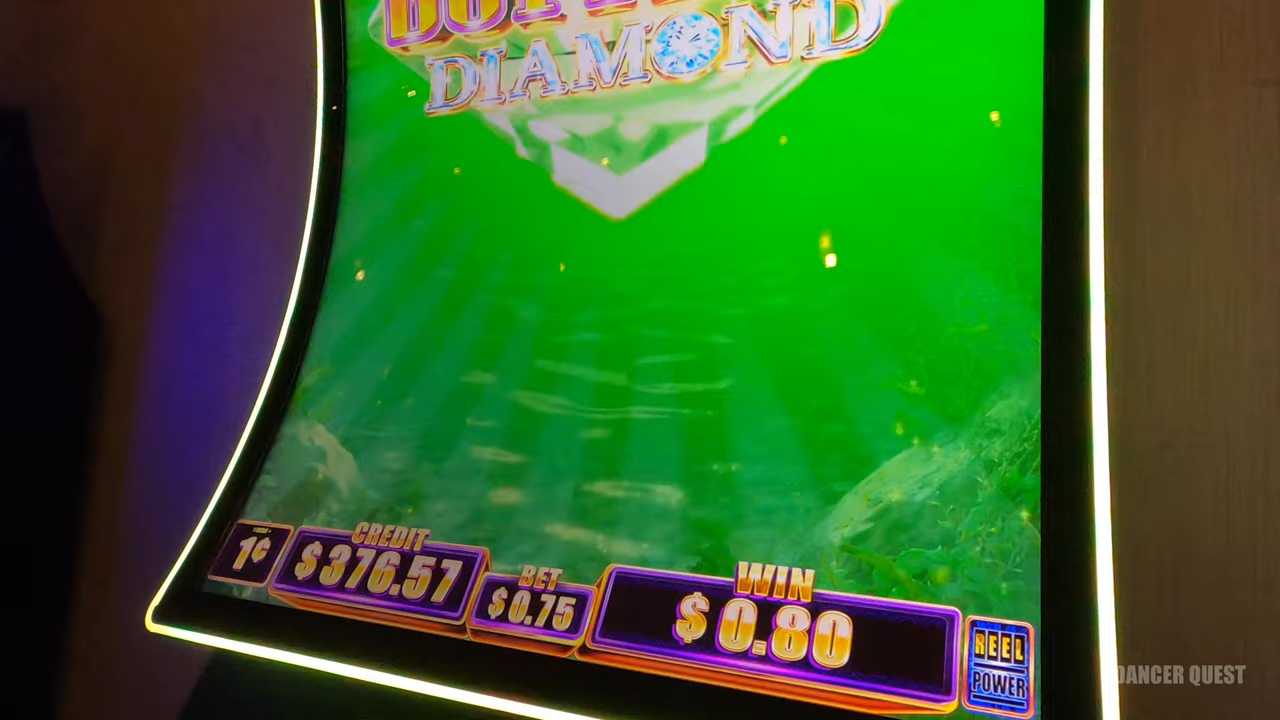 DIAMOND
1¢
CREDIT
$376.57
BET
$0.75
WIN
$0.80
REEL
POWER
DANCER QUEST